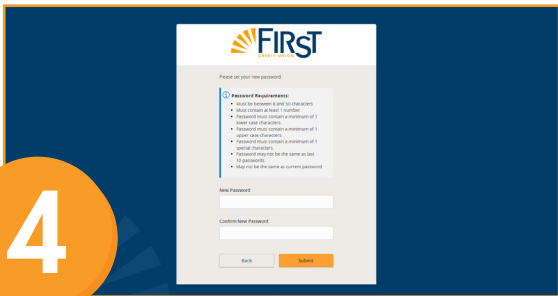 FIRST
CREDIT UNION
Please set your new password
Password Requirements:
Must be between 8 and 50 characters
Must contain at least 1 number
Password must contain a minimum of 1
lower case characters.
Password must contain a minimum of 1
upper case characters.
Password must contain a minimum of 1
special characters.
Password may not be the same as last
10 passwords.
May not be the same as current password
New Password
Confirm New Password
Back
Submit
4